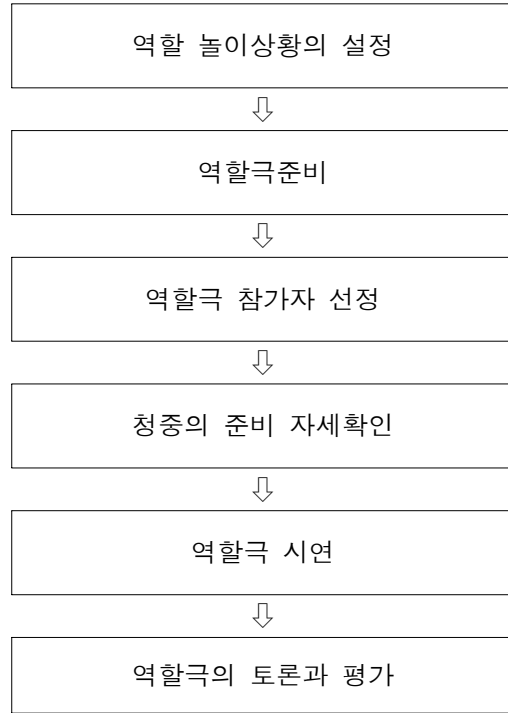 역할 놀이상황의 설정
⇩
역할극준비
⇩
역할극 참가자 선정
⇩
청중의 준비 자세확인
⇩
역할극 시연
⇩
역할극의 토론과 평가